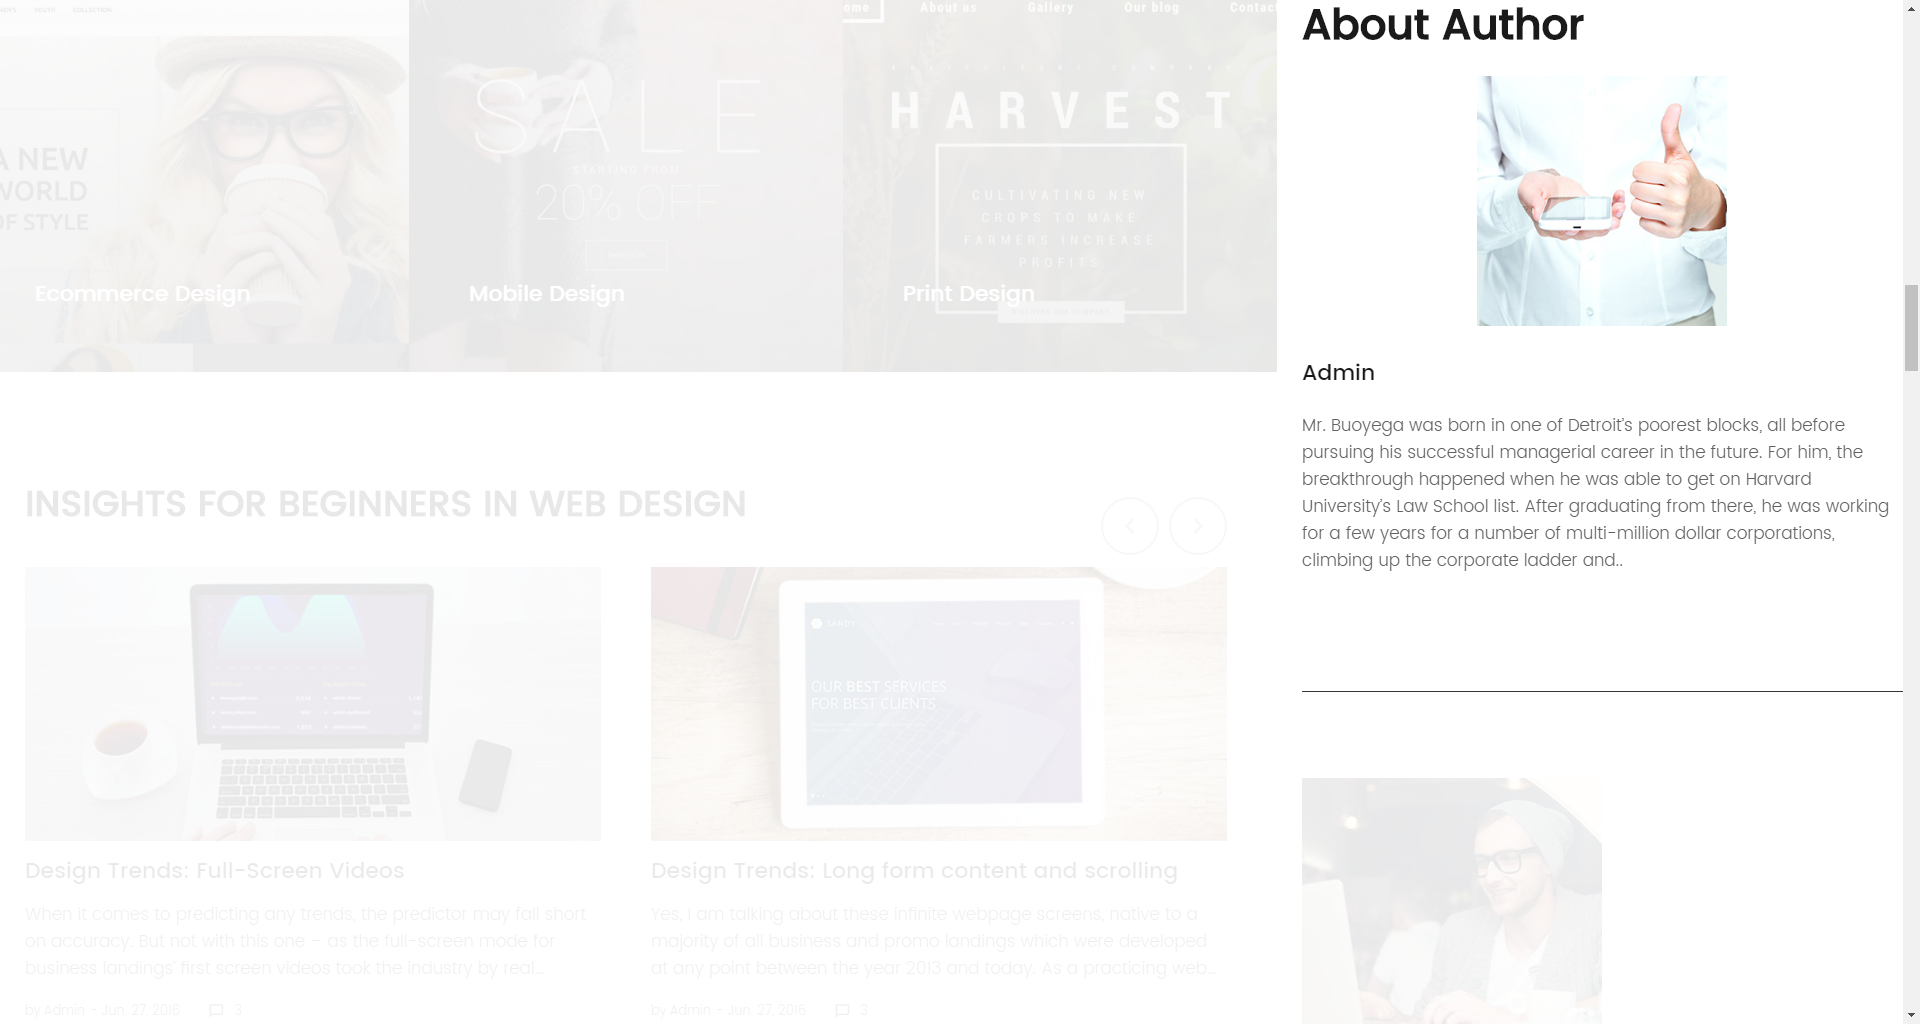 COLLECTION
A NEW
WORLD
OF STYLE
Ecommerce Design
SALE
STARTING FROM
20% OFF
Mobile Design
ome About us Gallery Our blog Contac
HARVEST
CULTIVATING NEW
CROPS TO MAKE
FARMERS INCREASE
PROFITS
Print Design
About Author
Admin
Mr. Buoyega was born in one of Detroit’s poorest blocks, all before
pursuing his successful managerial career in the future. For him, the
breakthrough happened when he was able to get on Harvard
University’s Law School list. After graduating from there, he was working
for a few years for a number of multi-million dollar corporations,
climbing up the corporate ladder and..
INSIGHTS FOR BEGINNERS IN WEB DESIGN
SANDY
OUR BEST SERVICES
FOR BEST CLIENTS
Design Trends: Full-Screen Videos
When it comes to predicting any trends, the predictor may fall short
on accuracy. But not with this one – as the full-screen mode for
business landings’ first screen videos took the industry by real...
by Admin - Jun. 27, 2016 3
Design Trends: Long form content and scrolling
Yes, I am talking about these infinite webpage screens, native to a
majority of all business and promo landings which were developed
at any point between the year 2013 and today. As a practicing web...
by Admin - Jun. 27, 2016 3